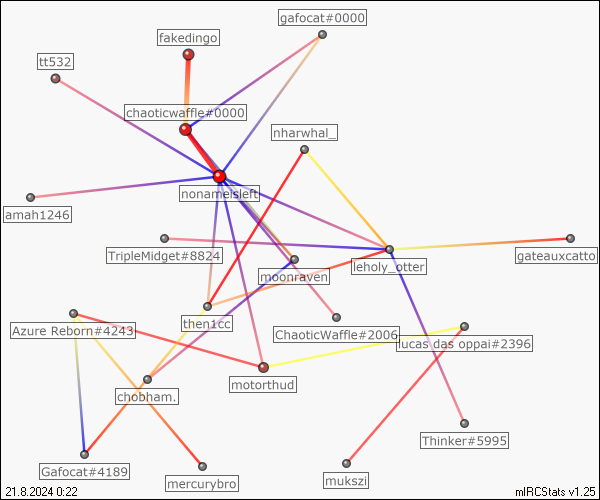 gafocat#0000
fakedingo
tt532
chaoticwaffle#0000
nharwhal_
nonameisleft
amah1246
TripleMidget#8824
gateauxcatto
leholy_otter
moonraven
then1cc
Azure Reborn#4243
ChaoticWaffle#2006
lucas das oppai#2396
motorthud
chobham.
Thinker#5995
Gafocat#4189
mercurybro
mukszi
21.8.2024 0:22
mIRCStats v1.25